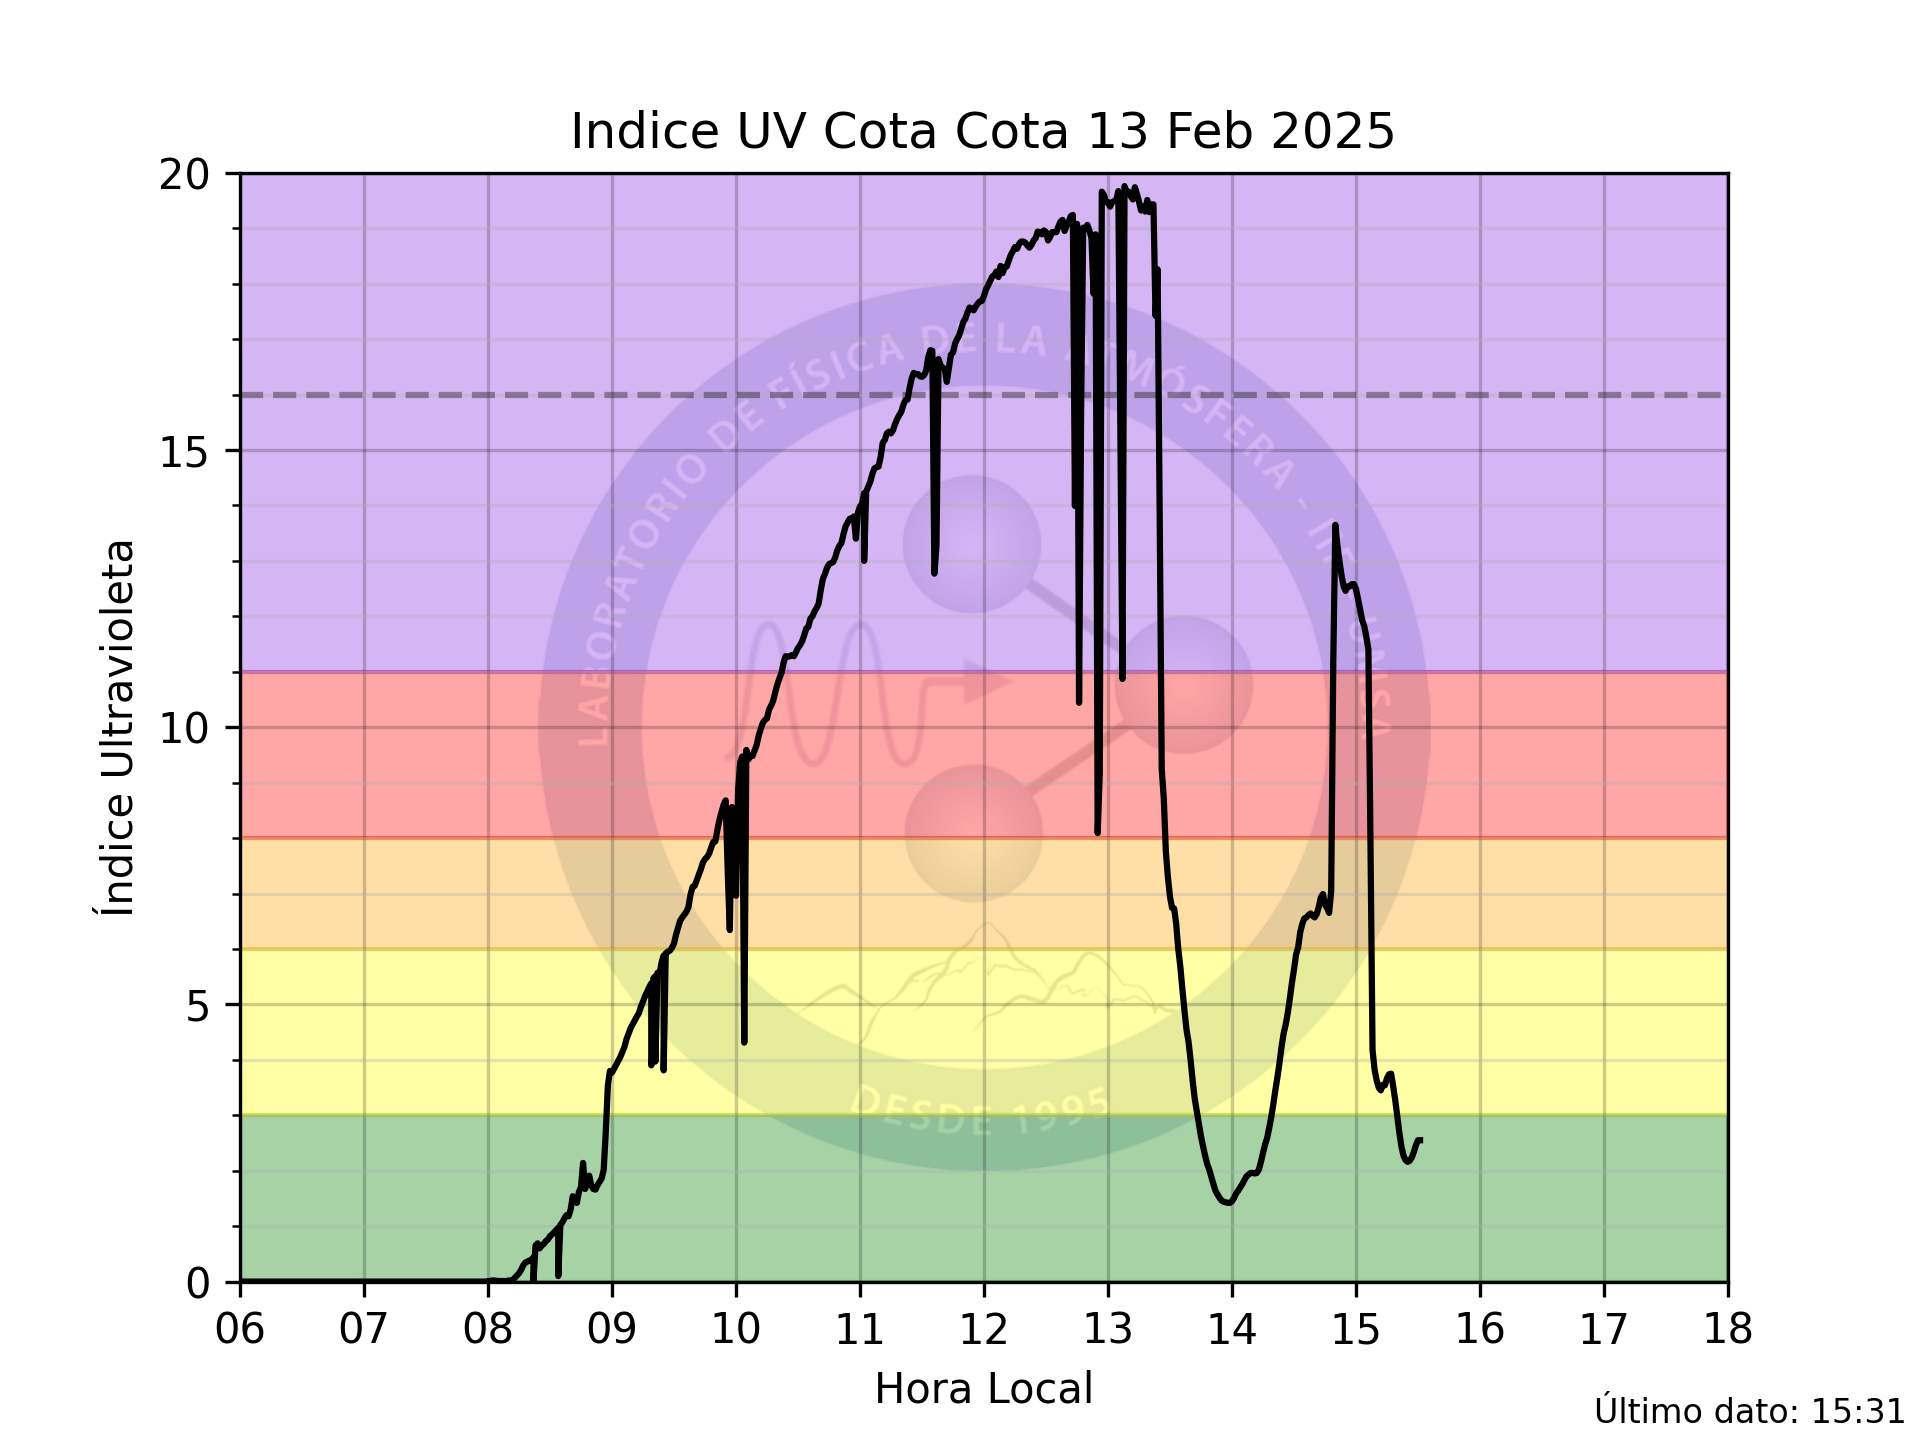 Indice UV Cota Cota 13 Feb 2025
20
15
10
5
0
Índice Ultravioleta
LABORATORIO DE FÍSICA DE LA ATMÓSFERA - IIF UMSA
DESDE 1995
06 07 08 09 10 11 12 13 14 15 16 17 18
Hora Local
Último dato: 15:31